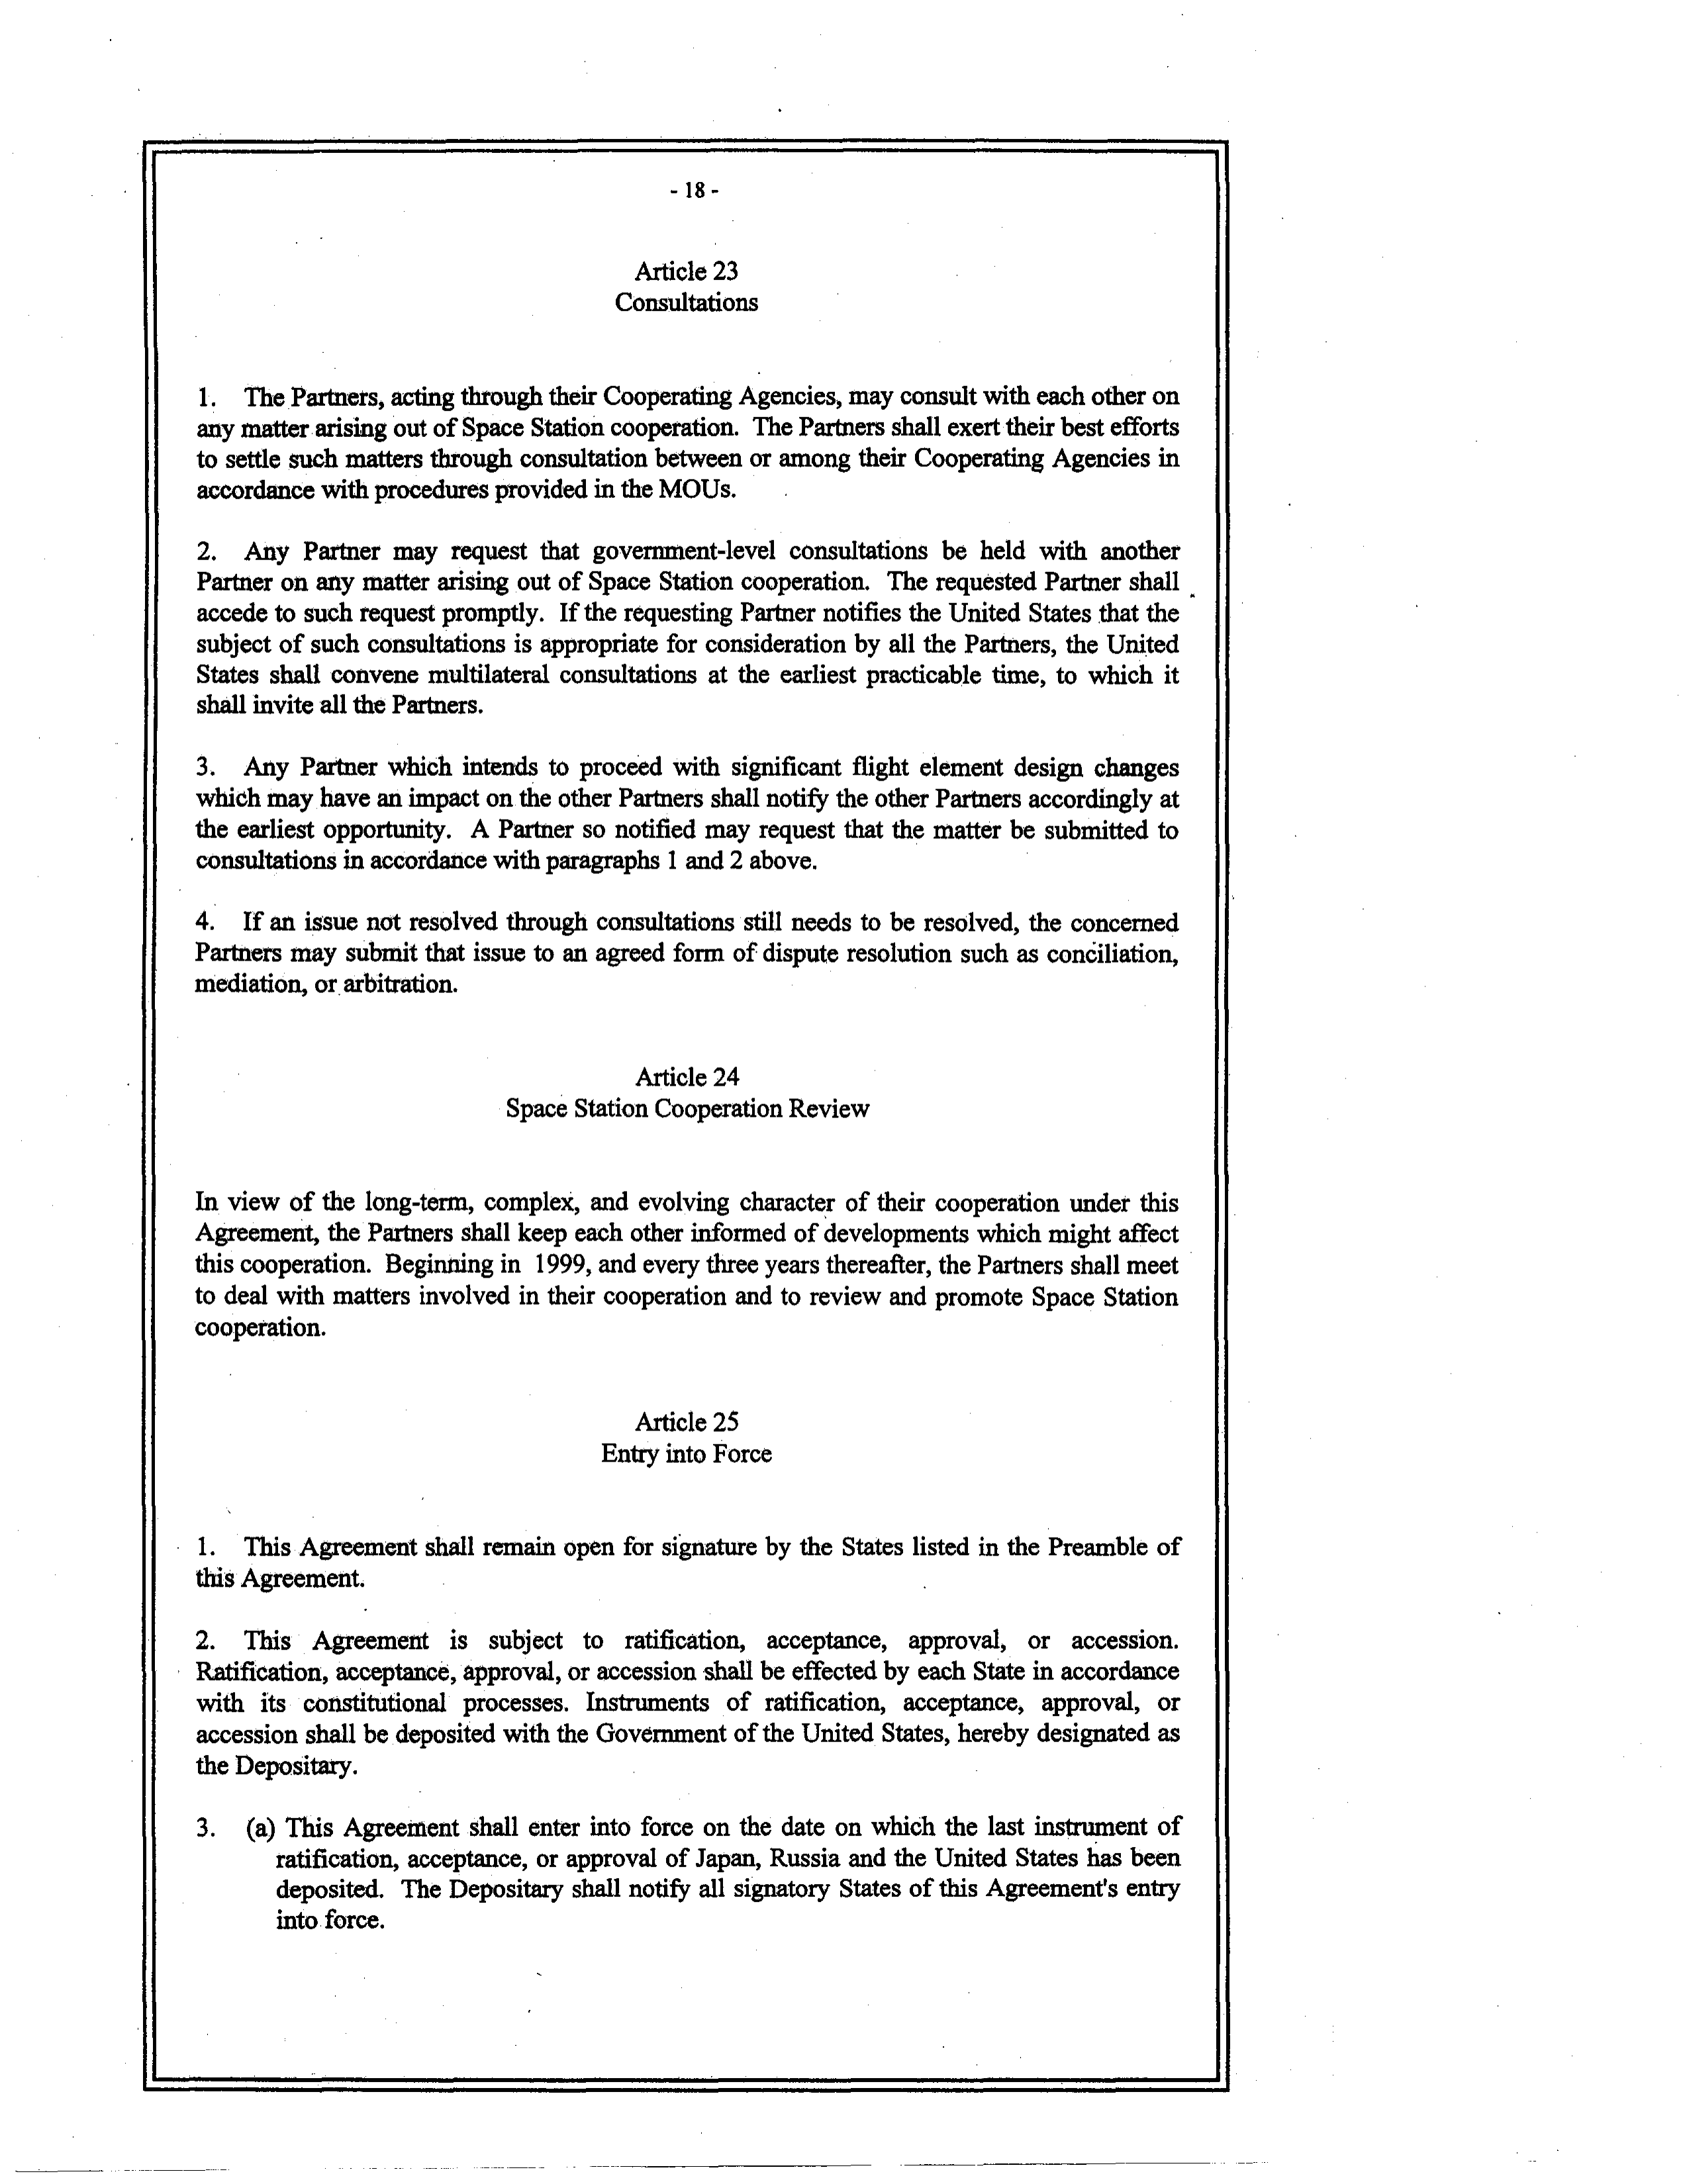 - 18 -
Article 23
Consultations
1. The Partners, acting through their Cooperating Agencies, may consult with each other on
any matter arising out of Space Station cooperation. The Partners shall exert their best efforts
to settle such matters through consultation between or among their Cooperating Agencies in
accordance with procedures provided in the MOUs.
2. Any Partner may request that government-level consultations be held with another
Partner on any matter arising out of Space Station cooperation. The requested Partner shall
accede to such request promptly. If the requesting Partner notifies the United States that the
subject of such consultations is appropriate for consideration by all the Partners, the United
States shall convene multilateral consultations at the earliest practicable time, to which it
shall invite all the Partners.
3. Any Partner which intends to proceed with significant flight element design changes
which may have an impact on the other Partners shall notify the other Partners accordingly at
the earliest opportunity. A Partner so notified may request that the matter be submitted to
consultations in accordance with paragraphs 1 and 2 above.
4. If an issue not resolved through consultations still needs to be resolved, the concerned
Partners may submit that issue to an agreed form of dispute resolution such as conciliation,
mediation, or arbitration.
Article 24
Space Station Cooperation Review
In view of the long-term, complex, and evolving character of their cooperation under this
Agreement, the Partners shall keep each other informed of developments which might affect
this cooperation. Beginning in 1999, and every three years thereafter, the Partners shall meet
to deal with matters involved in their cooperation and to review and promote Space Station
cooperation.
Article 25
Entry into Force
1. This Agreement shall remain open for signature by the States listed in the Preamble of
this Agreement.
2. This Agreement is subject to ratification, acceptance, approval, or accession.
Ratification, acceptance, approval, or accession shall be effected by each State in accordance
with its constitutional processes. Instruments of ratification, acceptance, approval, or
accession shall be deposited with the Government of the United States, hereby designated as
the Depositary.
3. (a) This Agreement shall enter into force on the date on which the last instrument of
ratification, acceptance, or approval of Japan, Russia and the United States has been
deposited. The Depositary shall notify all signatory States of this Agreement's entry
into force.